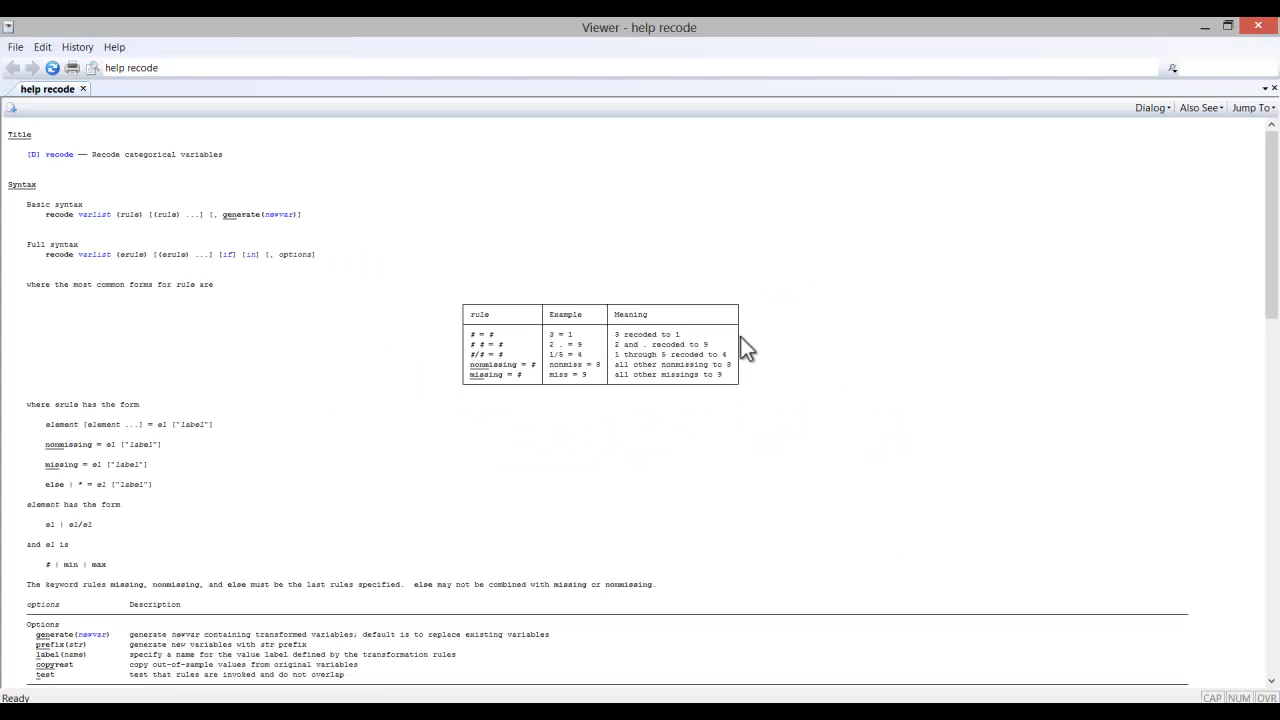 Viewer - help recode
File Edit History Help
help recode
help recode ×
Dialog Also See Jump To
Title
[D] recode — Recode categorical variables
Syntax
Basic syntax
recode varlist (rule) [(rule) ...] [, generate(newvar)]
Full syntax
recode varlist (erule) [(erule) ...] [if] [in] [, options]
where the most common forms for rule are
rule Example Meaning
# = # 3 = 1 3 recoded to 1
# # = # 2 . = 9 2 and . recoded to 9
#/# = # 1/5 = 4 1 through 5 recoded to 4
nonmissing = # nonmiss = 8 all other nonmissing to 8
missing = # miss = 9 all other missings to 9
where erule has the form
element [element ...] = el ["label"]
nonmissing = el ["label"]
missing = el ["label"]
else | * = el ["label"]
element has the form
el | el/el
and el is
# | min | max
The keyword rules missing, nonmissing, and else must be the last rules specified. else may not be combined with missing or nonmissing.
options Description
Options
generate(newvar) generate newvar containing transformed variables; default is to replace existing variables
prefix(str) generate new variables with str prefix
label(name) specify a name for the value label defined by the transformation rules
copyrest copy out-of-sample values from original variables
test test that rules are invoked and do not overlap
Ready CAP NUM OVR